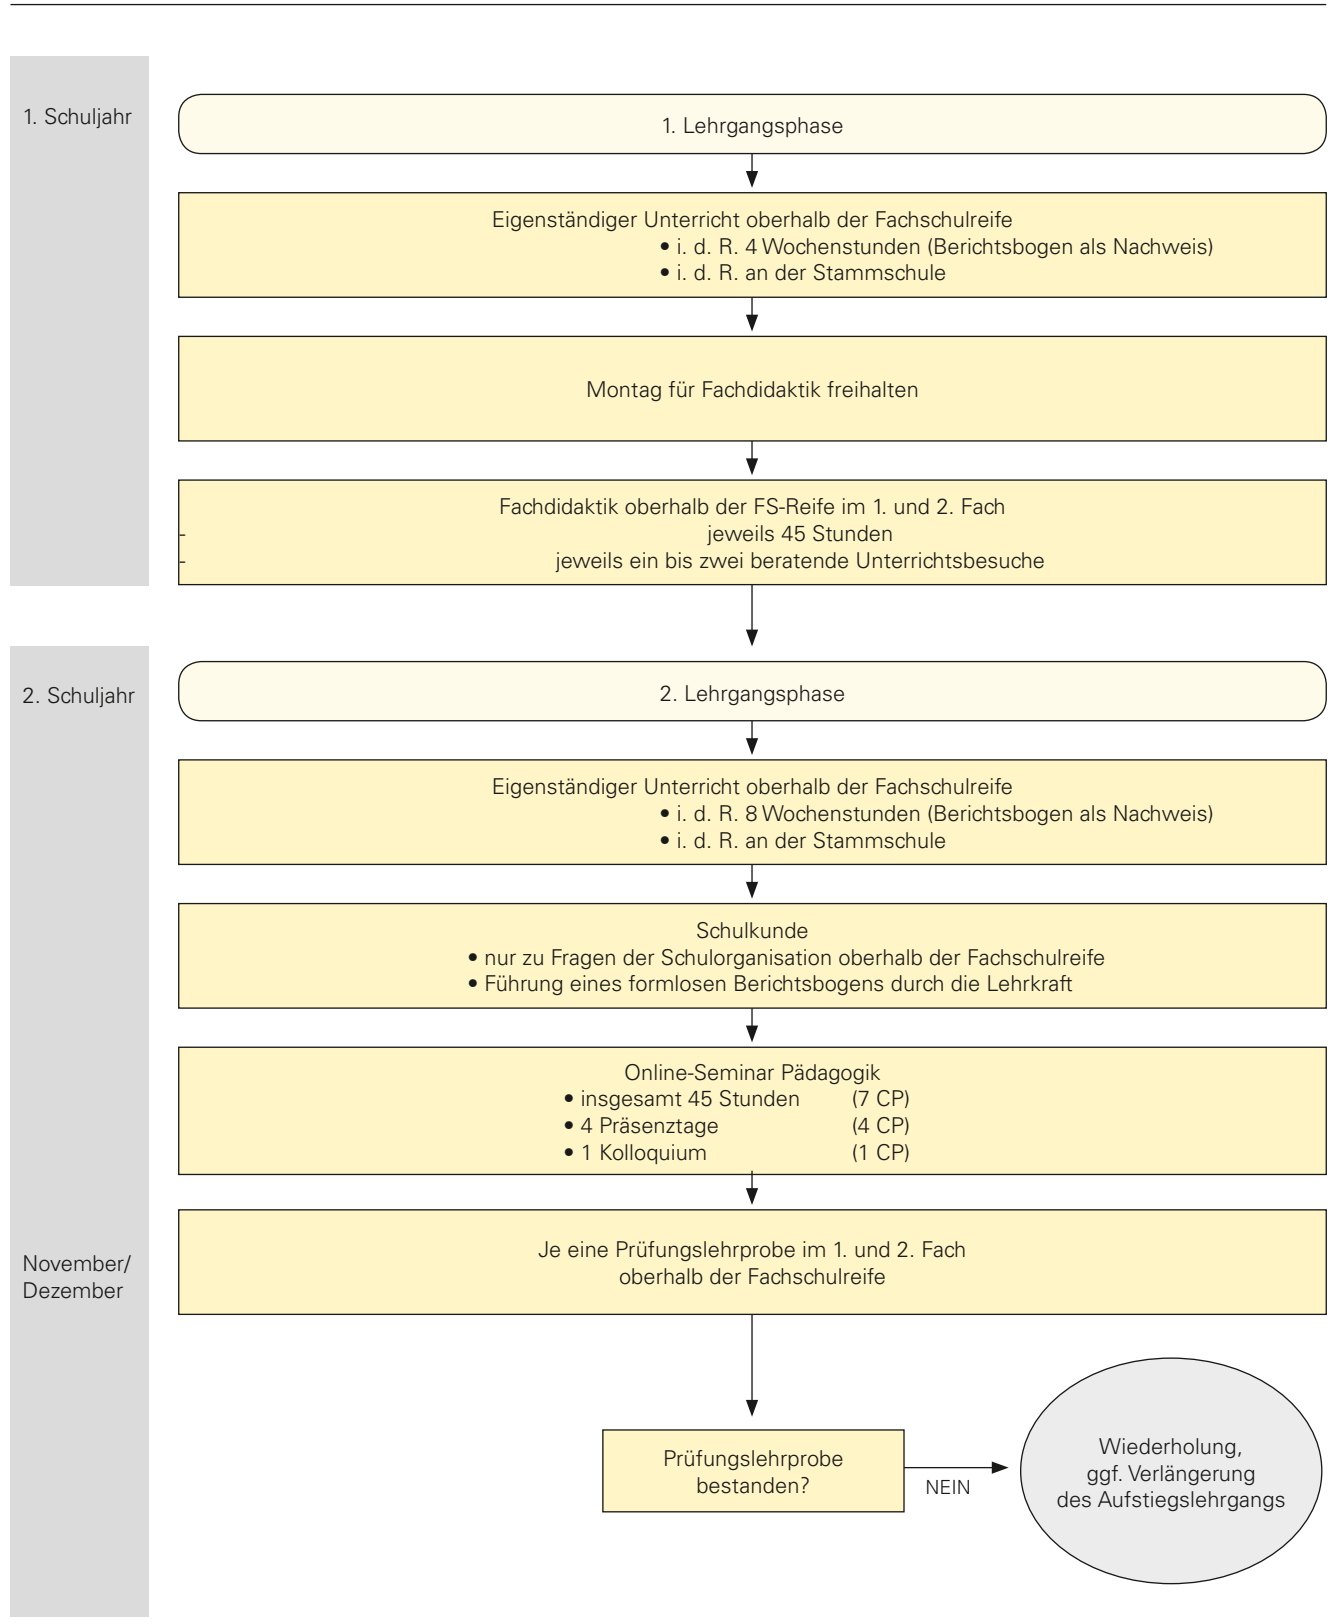 1. Schuljahr
1. Lehrgangsphase
Eigenständiger Unterricht oberhalb der Fachschulreife
• i. d. R. 4 Wochenstunden (Berichtsbogen als Nachweis)
• i. d. R. an der Stammschule
Montag für Fachdidaktik freihalten
Fachdidaktik oberhalb der FS-Reife im 1. und 2. Fach
- jeweils 45 Stunden
- jeweils ein bis zwei beratende Unterrichtsbesuche
2. Schuljahr
2. Lehrgangsphase
Eigenständiger Unterricht oberhalb der Fachschulreife
• i. d. R. 8 Wochenstunden (Berichtsbogen als Nachweis)
• i. d. R. an der Stammschule
Schulkunde
• nur zu Fragen der Schulorganisation oberhalb der Fachschulreife
• Führung eines formlosen Berichtsbogens durch die Lehrkraft
Online-Seminar Pädagogik
• insgesamt 45 Stunden (7 CP)
• 4 Präsenztage (4 CP)
• 1 Kolloquium (1 CP)
November/
Dezember
Je eine Prüfungslehrprobe im 1. und 2. Fach
oberhalb der Fachschulreife
Prüfungslehrprobe
bestanden?
NEIN
Wiederholung,
ggf. Verlängerung
des Aufstiegslehrgangs